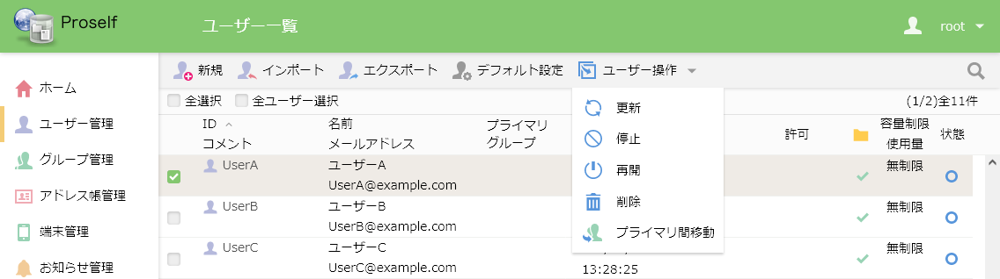 Proself
ユーザー一覧
root
ホーム
ユーザー管理
グループ管理
アドレス帳管理
端末管理
お知らせ管理
新規 インポート エクスポート デフォルト設定 ユーザー操作
全選択 全ユーザー選択 (1/2)全11件
ID 名前 プライマリ 許可 容量制限 状態
コメント メールアドレス グループ 使用量
UserA ユーザーA 無制限
UserA@example.com
UserB ユーザーB 無制限
UserB@example.com
UserC ユーザーC 無制限
UserC@example.com 13:28:25
更新
停止
再開
削除
プライマリ間移動